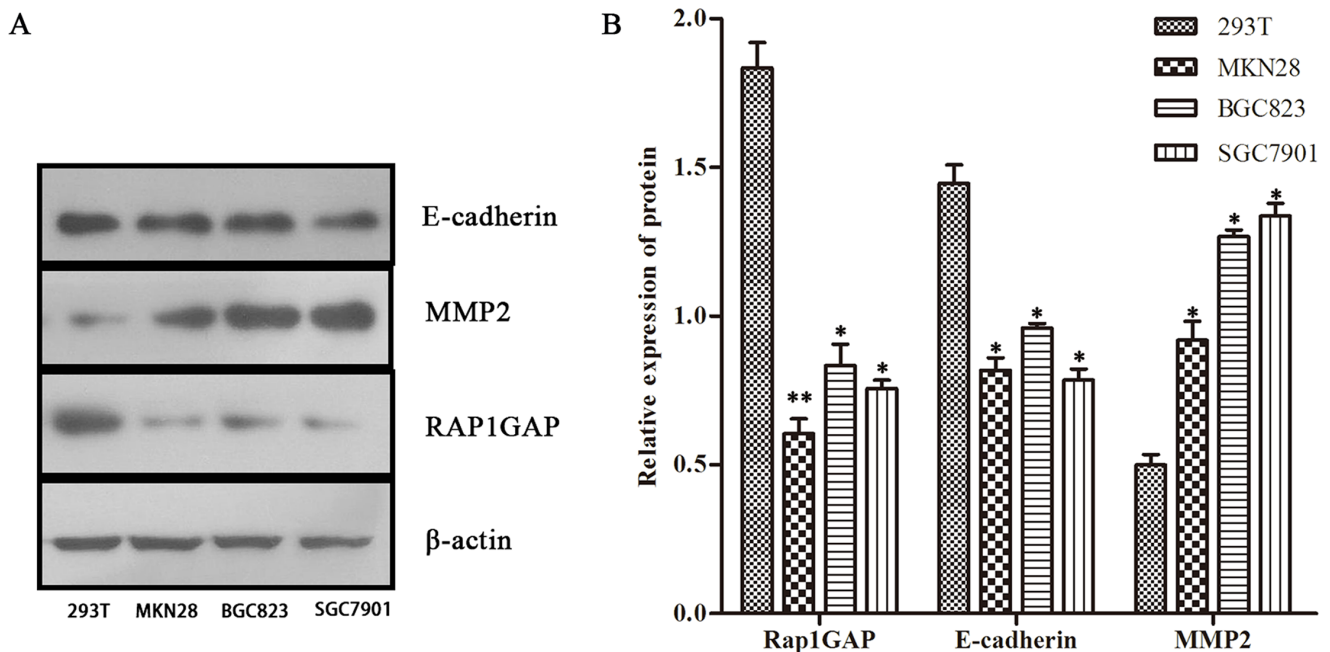 A
E-cadherin
MMP2
RAP1GAP
β-actin
293T MKN28 BGC823 SGC7901
B
293T
MKN28
BGC823
SGC7901
Relative expression of protein
2.0
1.5
1.0
0.5
0.0
** * *
* * *
* * *
Rap1GAP E-cadherin MMP2